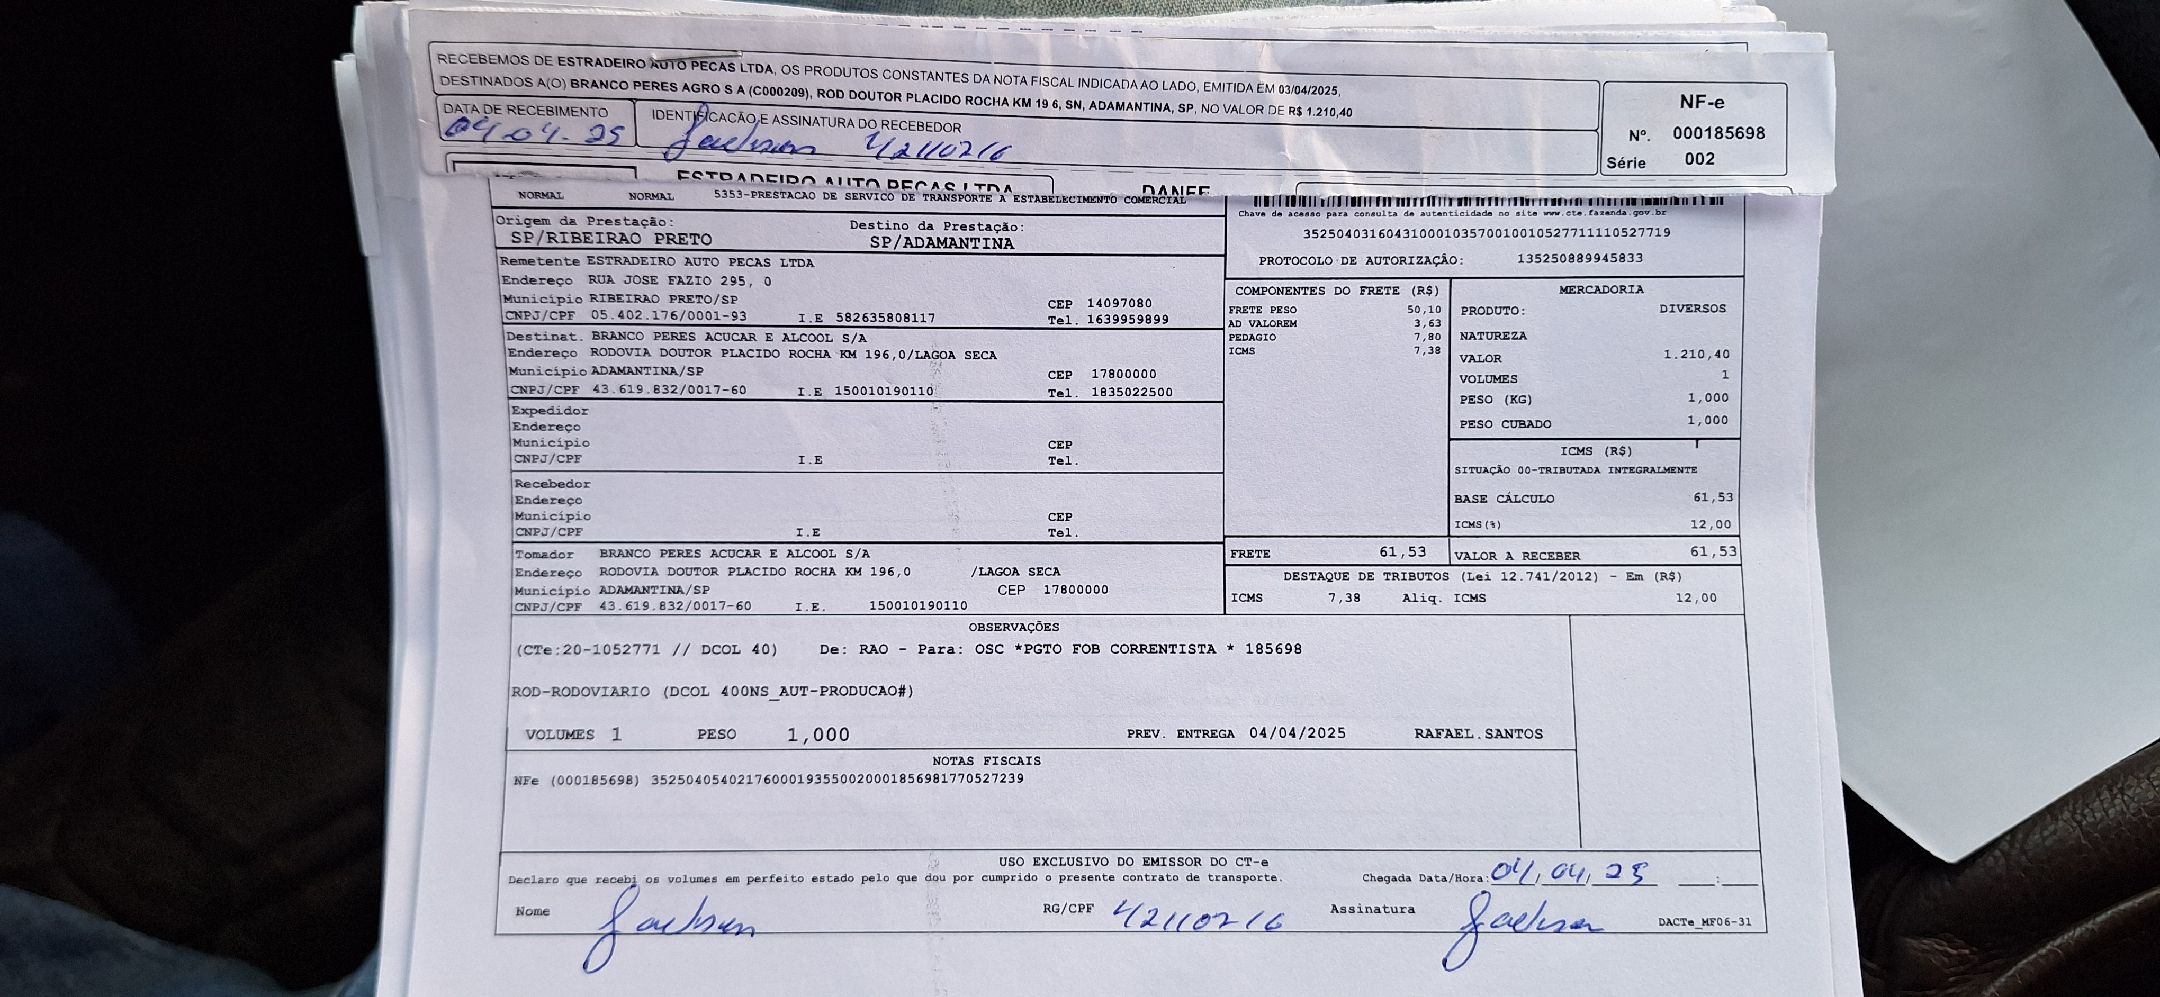 RECEBEMOS DE ESTRADEIRO AUTO PECAS LTDA, OS PRODUTOS CONSTANTES DA NOTA FISCAL INDICADA AO LADO, EMITIDA EM 03/04/2025,
DESTINADOS A(O) BRANCO PERES AGRO S A (C000209), ROD DOUTOR PLACIDO ROCHA KM 19 6, SN, ADAMANTINA, SP, NO VALOR DE R$ 1.210,40
DATA DE RECEBIMENTO IDENTIFICAÇÃO E ASSINATURA DO RECEBEDOR
04.04.25 Jackson 42110216
NF-e
Nº. 000185698
Série 002
ESTRADEIRO AUTO PECAS LTDA DANFE
NORMAL NORMAL 5353-PRESTACAO DE SERVICO DE TRANSPORTE A ESTABELECIMENTO COMERCIAL
Chave de acesso para consulta de autenticidade no site www.cte.fazenda.gov.br
35250403160431000103570010010527711110527719
PROTOCOLO DE AUTORIZAÇÂO: 135250889945833
Origem da Prestação: Destino da Prestação:
SP/RIBEIRAO PRETO SP/ADAMANTINA
Remetente ESTRADEIRO AUTO PECAS LTDA
Endereço RUA JOSE FAZIO 295, 0
Município RIBEIRAO PRETO/SP CEP 14097080
CNPJ/CPF 05.402.176/0001-93 I.E 582635808117 Tel. 1639959899
Destinat. BRANCO PERES ACUCAR E ALCOOL S/A
Endereço RODOVIA DOUTOR PLACIDO ROCHA KM 196,0/LAGOA SECA
Município ADAMANTINA/SP CEP 17800000
CNPJ/CPF 43.619.832/0017-60 I.E 150010190110 Tel. 1835022500
Expedidor
Endereço
Município CEP
CNPJ/CPF I.E Tel.
Recebedor
Endereço
Município CEP
CNPJ/CPF I.E Tel.
Tomador BRANCO PERES ACUCAR E ALCOOL S/A
Endereço RODOVIA DOUTOR PLACIDO ROCHA KM 196,0 /LAGOA SECA
Município ADAMANTINA/SP CEP 17800000
CNPJ/CPF 43.619.832/0017-60 I.E. 150010190110
COMPONENTES DO FRETE (R$)
FRETE PESO 50,10
AD VALOREM 3,63
PEDAGIO 7,80
ICMS 7,38
MERCADORIA
PRODUTO: DIVERSOS
NATUREZA
VALOR 1.210,40
VOLUMES 1
PESO (KG) 1,000
PESO CUBADO 1,000
ICMS (R$)
SITUAÇÃO 00-TRIBUTADA INTEGRALMENTE
BASE CÁLCULO 61,53
ICMS(%) 12,00
FRETE 61,53 VALOR A RECEBER 61,53
DESTAQUE DE TRIBUTOS (Lei 12.741/2012) - Em (R$)
ICMS 7,38 Aliq. ICMS 12,00
OBSERVAÇÕES
(CTe:20-1052771 // DCOL 40) De: RAO - Para: OSC *PGTO FOB CORRENTISTA * 185698
ROD-RODOVIARIO (DCOL 400NS_AUT-PRODUCAO#)
VOLUMES 1 PESO 1,000 PREV. ENTREGA 04/04/2025 RAFAEL.SANTOS
NOTAS FISCAIS
NFe (000185698) 35250405402176000193550020001856981770527239
USO EXCLUSIVO DO EMISSOR DO CT-e
Declaro que recebi os volumes em perfeito estado pelo que dou por cumprido o presente contrato de transporte. Chegada Data/Hora: 04/04/25 __:__
Nome Jackson RG/CPF 42110216 Assinatura Jackson DACTe_MF06-31